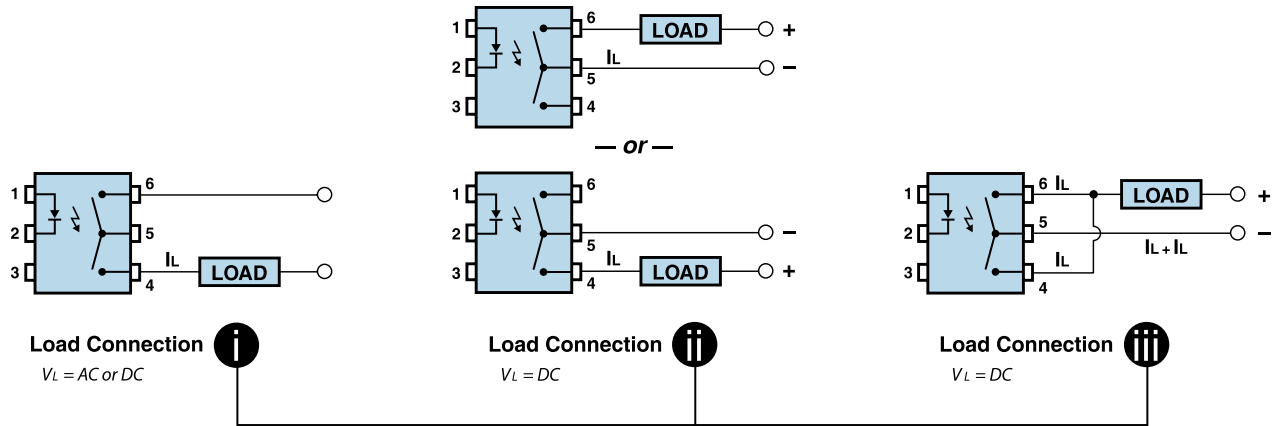 1 6 LOAD +
2 IL 5 −
3 4
— or —
1 6
2 5
3 IL LOAD 4
1 6
2 5 −
3 IL LOAD + 4
1 6 IL LOAD +
2 5 IL + IL −
3 IL 4
Load Connection i
VL = AC or DC
Load Connection ii
VL = DC
Load Connection iii
VL = DC